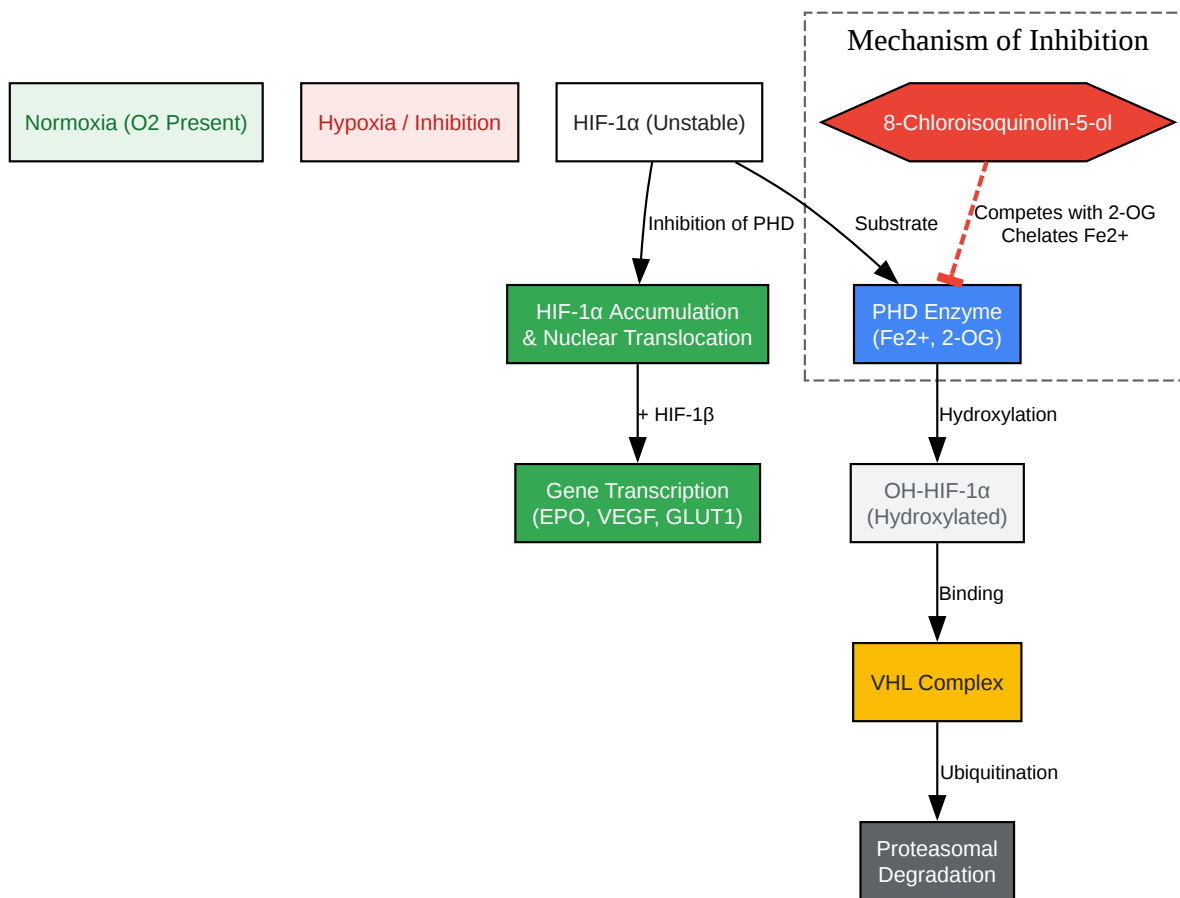 Mechanism of Inhibition
Normoxia (O2 Present)
Hypoxia / Inhibition
HIF-1α (Unstable)
8-Chloroisoquinolin-5-ol
Inhibition of PHD
Substrate
Competes with 2-OG
Chelates Fe2+
HIF-1α Accumulation
& Nuclear Translocation
PHD Enzyme
(Fe2+, 2-OG)
+ HIF-1β
Hydroxylation
Gene Transcription
(EPO, VEGF, GLUT1)
OH-HIF-1α
(Hydroxylated)
Binding
VHL Complex
Ubiquitination
Proteasomal
Degradation